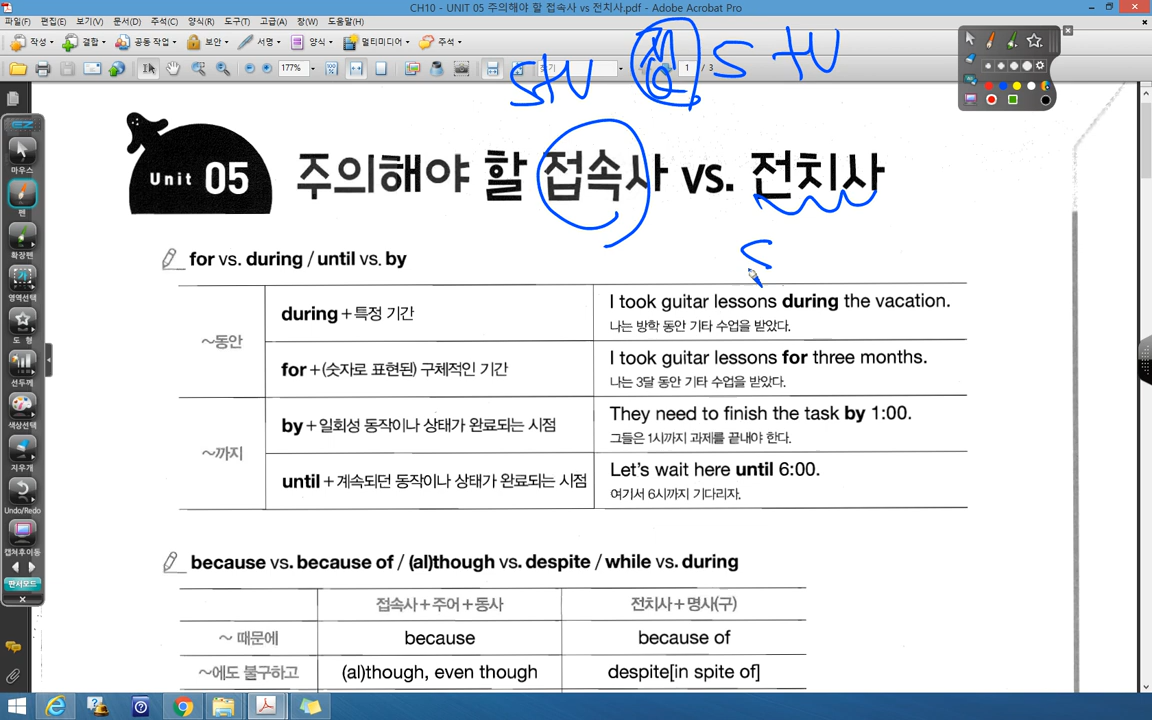 CH10 - UNIT 05 주의해야 할 접속사 vs 전치사.pdf - Adobe Acrobat Pro
파일(F) 편집(E) 보기(V) 문서(D) 주석(C) 양식(R) 도구(T) 고급(A) 창(W) 도움말(H)
작성 결합 공동 작업 보안 서명 양식 멀티미디어 주석
177% 찾기 1 / 3
S+V 접 S +V
Unit 05 주의해야 할 접속사 vs. 전치사
S
for vs. during / until vs. by
~동안
during + 특정 기간
I took guitar lessons during the vacation.
나는 방학 동안 기타 수업을 받았다.
for + (숫자로 표현된) 구체적인 기간
I took guitar lessons for three months.
나는 3달 동안 기타 수업을 받았다.
~까지
by + 일회성 동작이나 상태가 완료되는 시점
They need to finish the task by 1:00.
그들은 1시까지 과제를 끝내야 한다.
until + 계속되던 동작이나 상태가 완료되는 시점
Let's wait here until 6:00.
여기서 6시까지 기다리자.
because vs. because of / (al)though vs. despite / while vs. during
접속사 + 주어 + 동사 전치사 + 명사(구)
~ 때문에 because because of
~에도 불구하고 (al)though, even though despite[in spite of]
EZ
마우스
펜
확장펜
영역선택
도 형
선두께
색상선택
지우개
Undo/Redo
캡쳐후이동
판서모드